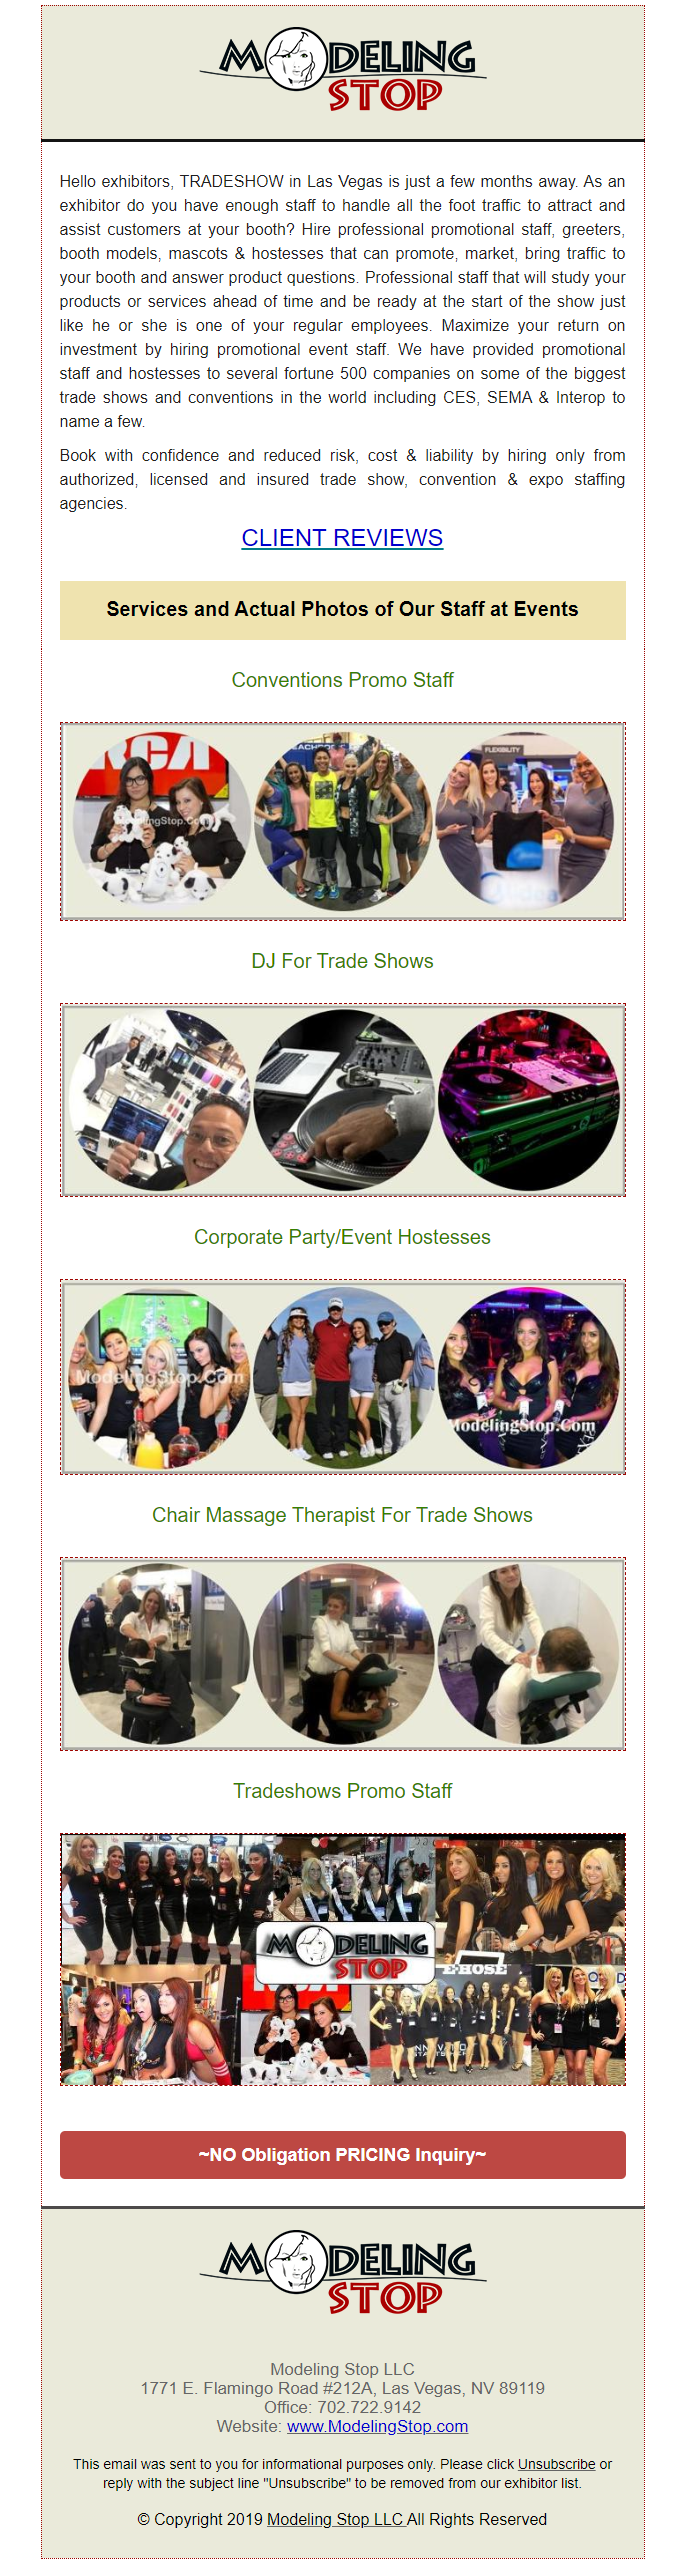 MODELING
STOP
Hello exhibitors, TRADESHOW in Las Vegas is just a few months away. As an
exhibitor do you have enough staff to handle all the foot traffic to attract and
assist customers at your booth? Hire professional promotional staff, greeters,
booth models, mascots & hostesses that can promote, market, bring traffic to
your booth and answer product questions. Professional staff that will study your
products or services ahead of time and be ready at the start of the show just
like he or she is one of your regular employees. Maximize your return on
investment by hiring promotional event staff. We have provided promotional
staff and hostesses to several fortune 500 companies on some of the biggest
trade shows and conventions in the world including CES, SEMA & Interop to
name a few.
Book with confidence and reduced risk, cost & liability by hiring only from
authorized, licensed and insured trade show, convention & expo staffing
agencies.
CLIENT REVIEWS
Services and Actual Photos of Our Staff at Events
Conventions Promo Staff
RCA
FLEXIBILITY
ModelingStop.Com
DJ For Trade Shows
Corporate Party/Event Hostesses
ModelingStop.Com
ModelingStop.Com
Chair Massage Therapist For Trade Shows
Tradeshows Promo Staff
MODELING
STOP
E-HOSE
~NO Obligation PRICING Inquiry~
MODELING
STOP
Modeling Stop LLC
1771 E. Flamingo Road #212A, Las Vegas, NV 89119
Office: 702.722.9142
Website: www.ModelingStop.com
This email was sent to you for informational purposes only. Please click Unsubscribe or
reply with the subject line "Unsubscribe" to be removed from our exhibitor list.
© Copyright 2019 Modeling Stop LLC All Rights Reserved